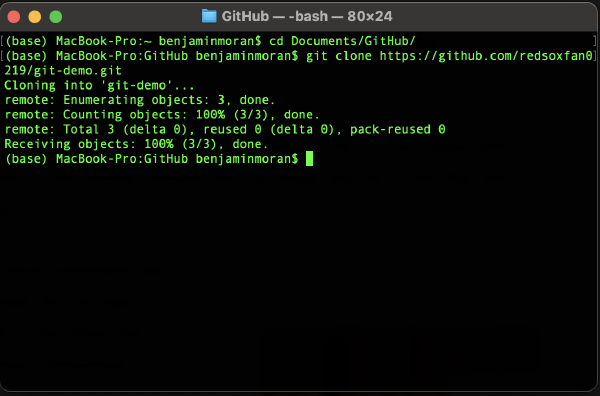 GitHub — -bash — 80×24
[(base) MacBook-Pro:~ benjaminmoran$ cd Documents/GitHub/ ]
[(base) MacBook-Pro:GitHub benjaminmoran$ git clone https://github.com/redsoxfan0]
219/git-demo.git
Cloning into 'git-demo'...
remote: Enumerating objects: 3, done.
remote: Counting objects: 100% (3/3), done.
remote: Total 3 (delta 0), reused 0 (delta 0), pack-reused 0
Receiving objects: 100% (3/3), done.
(base) MacBook-Pro:GitHub benjaminmoran$